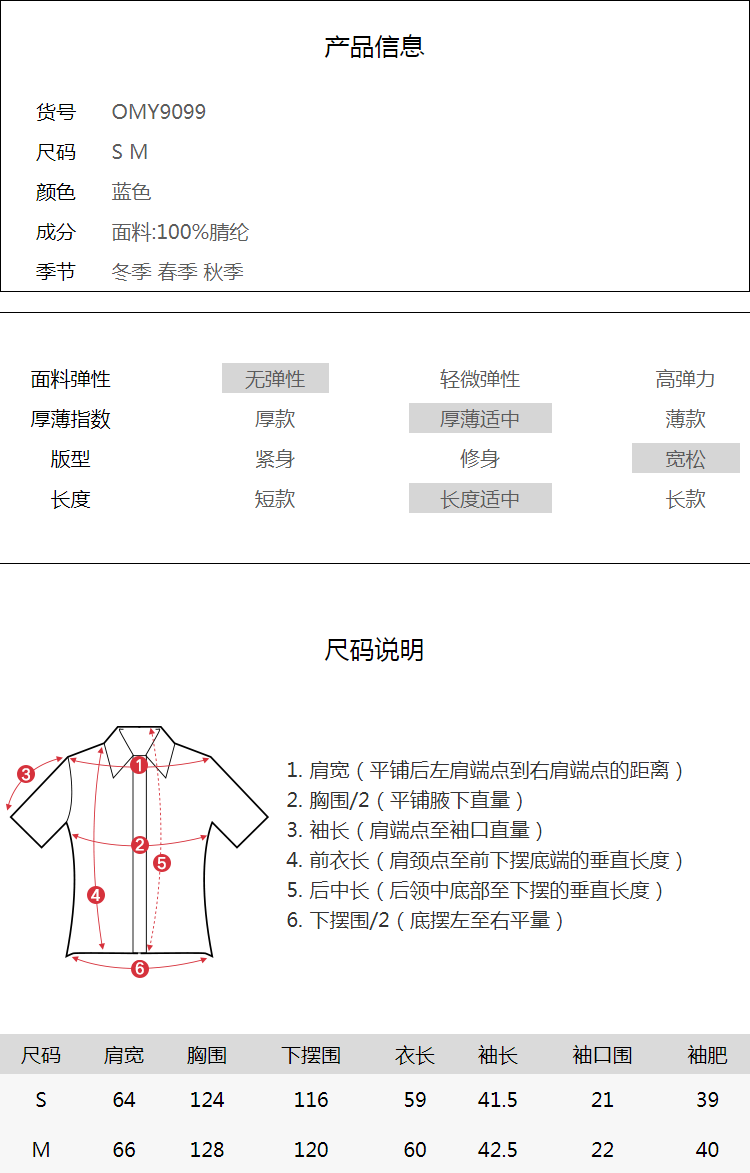 产品信息
货号 OMY9099
尺码 S M
颜色 蓝色
成分 面料:100%腈纶
季节 冬季 春季 秋季
面料弹性 无弹性 轻微弹性 高弹力
厚薄指数 厚款 厚薄适中 薄款
版型 紧身 修身 宽松
长度 短款 长度适中 长款
尺码说明
1
3
2
5
4
6
1. 肩宽（平铺后左肩端点到右肩端点的距离）
2. 胸围/2（平铺腋下直量）
3. 袖长（肩端点至袖口直量）
4. 前衣长（肩颈点至前下摆底端的垂直长度）
5. 后中长（后领中底部至下摆的垂直长度）
6. 下摆围/2（底摆左至右平量）
尺码 肩宽 胸围 下摆围 衣长 袖长 袖口围 袖肥
S 64 124 116 59 41.5 21 39
M 66 128 120 60 42.5 22 40